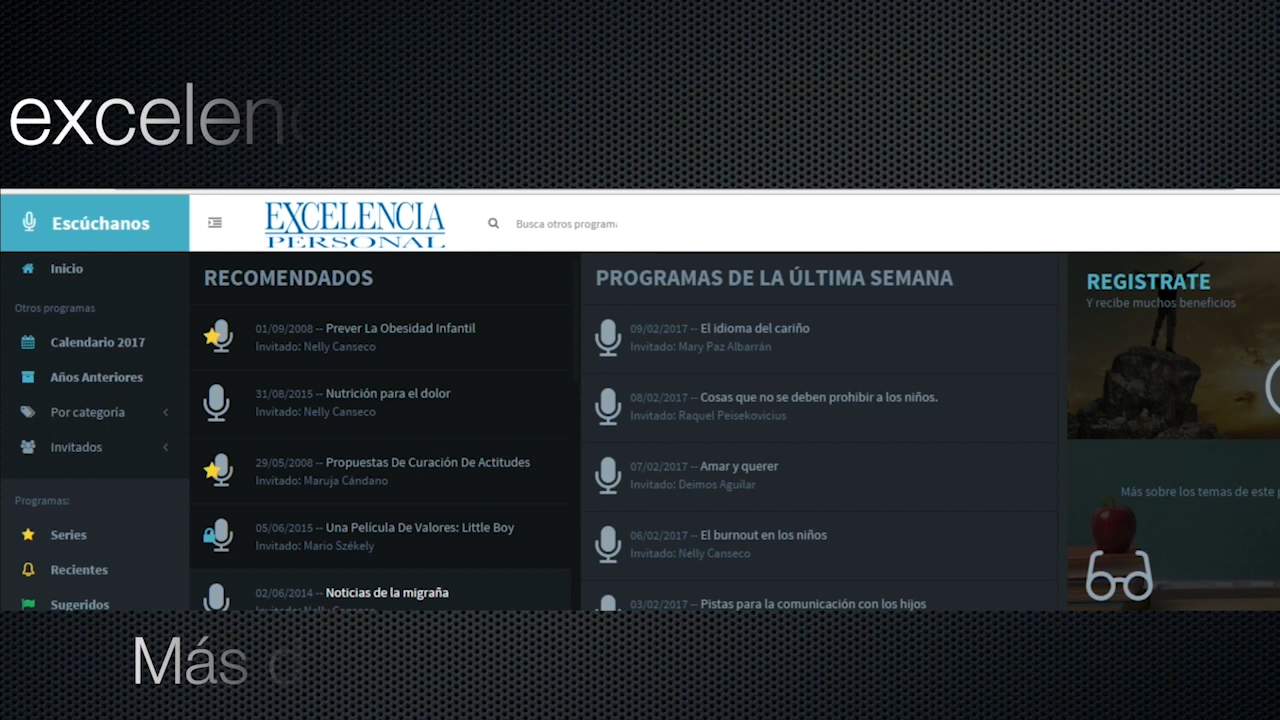 excelen
Escúchanos
EXCELENCIA
PERSONAL
Busca otros program
Inicio
Otros programas
Calendario 2017
Años Anteriores
Por categoría
Invitados
Programas:
Series
Recientes
Sugeridos
RECOMENDADOS
01/09/2008 -- Prever La Obesidad Infantil
Invitado: Nelly Canseco
31/08/2015 -- Nutrición para el dolor
Invitado: Nelly Canseco
29/05/2008 -- Propuestas De Curación De Actitudes
Invitado: Maruja Cándano
05/06/2015 -- Una Película De Valores: Little Boy
Invitado: Mario Székely
02/06/2014 -- Noticias de la migraña
Invitado: Nelly Canseco
PROGRAMAS DE LA ÚLTIMA SEMANA
09/02/2017 -- El idioma del cariño
Invitado: Mary Paz Albarrán
08/02/2017 -- Cosas que no se deben prohibir a los niños.
Invitado: Raquel Peisekovicius
07/02/2017 -- Amar y querer
Invitado: Deimos Aguilar
06/02/2017 -- El burnout en los niños
Invitado: Nelly Canseco
03/02/2017 -- Pistas para la comunicación con los hijos
REGISTRATE
Y recibe muchos beneficios
Más sobre los temas de este
Más d